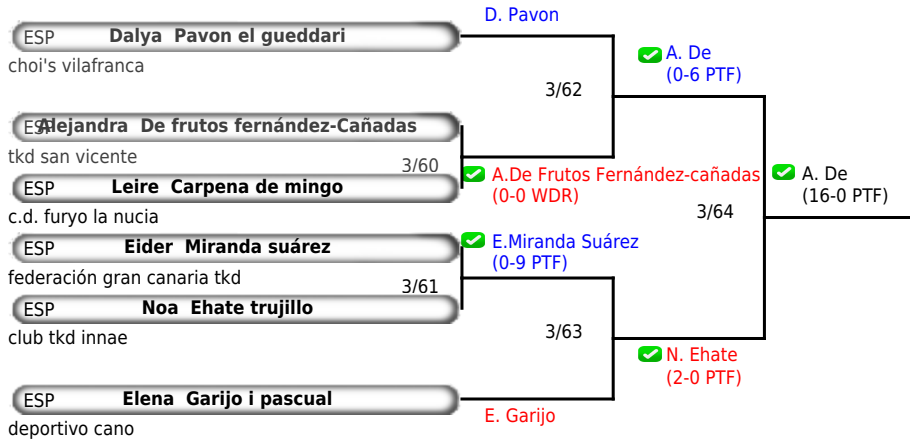 D. Pavon
ESP Dalya Pavon el gueddari
choi's vilafranca
A. De
(0-6 PTF)
3/62
ESP Alejandra De frutos fernández-Cañadas
tkd san vicente
3/60
A.De Frutos Fernández-cañadas
(0-0 WDR)
A. De
(16-0 PTF)
ESP Leire Carpena de mingo
c.d. furyo la nucia
3/64
ESP Eider Miranda suárez
E.Miranda Suárez
(0-9 PTF)
federación gran canaria tkd
3/61
ESP Noa Ehate trujillo
club tkd innae
3/63
N. Ehate
(2-0 PTF)
ESP Elena Garijo i pascual
E. Garijo
deportivo cano